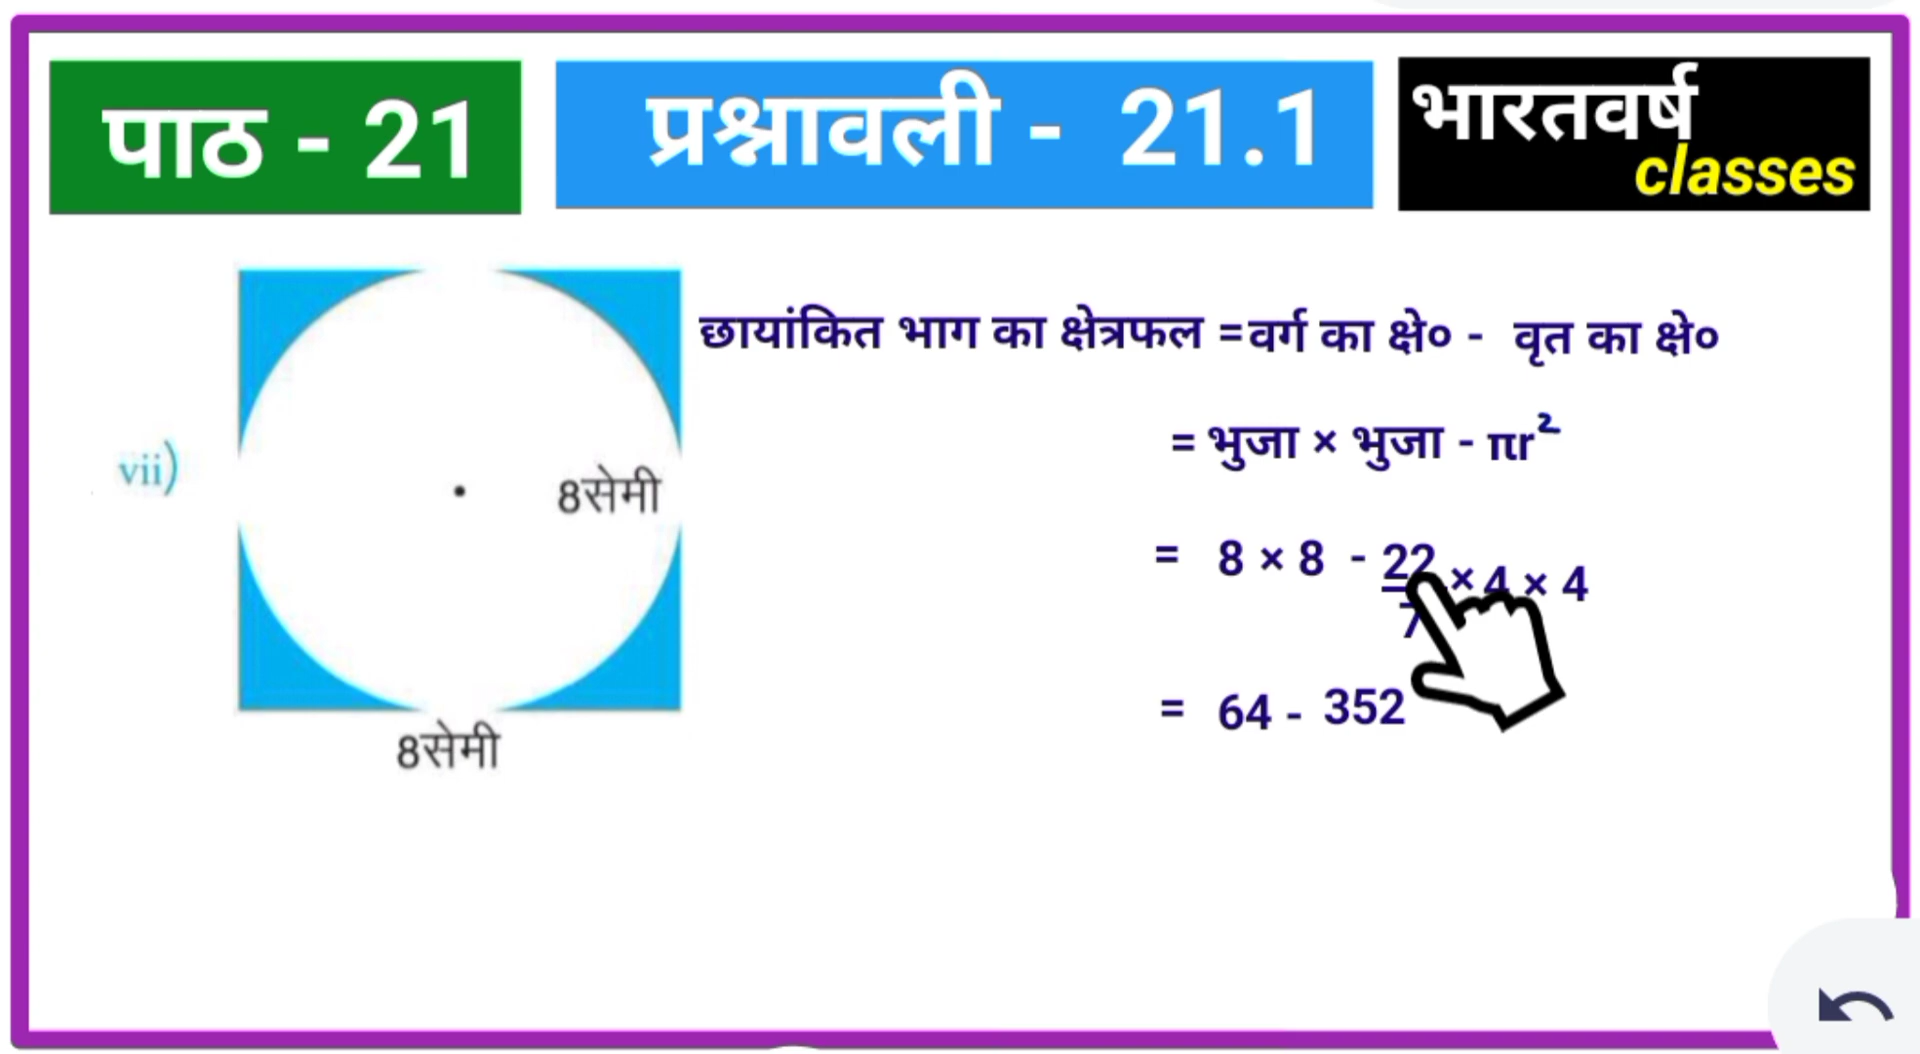 पाठ - 21
प्रश्नावली - 21.1
भारतवर्ष
classes
vii)
8सेमी
8सेमी
छायांकित भाग का क्षेत्रफल =वर्ग का क्षे० - वृत का क्षे०
= भुजा × भुजा - πr²
= 8 × 8 - 22 × 4 × 4
7
= 64 - 352